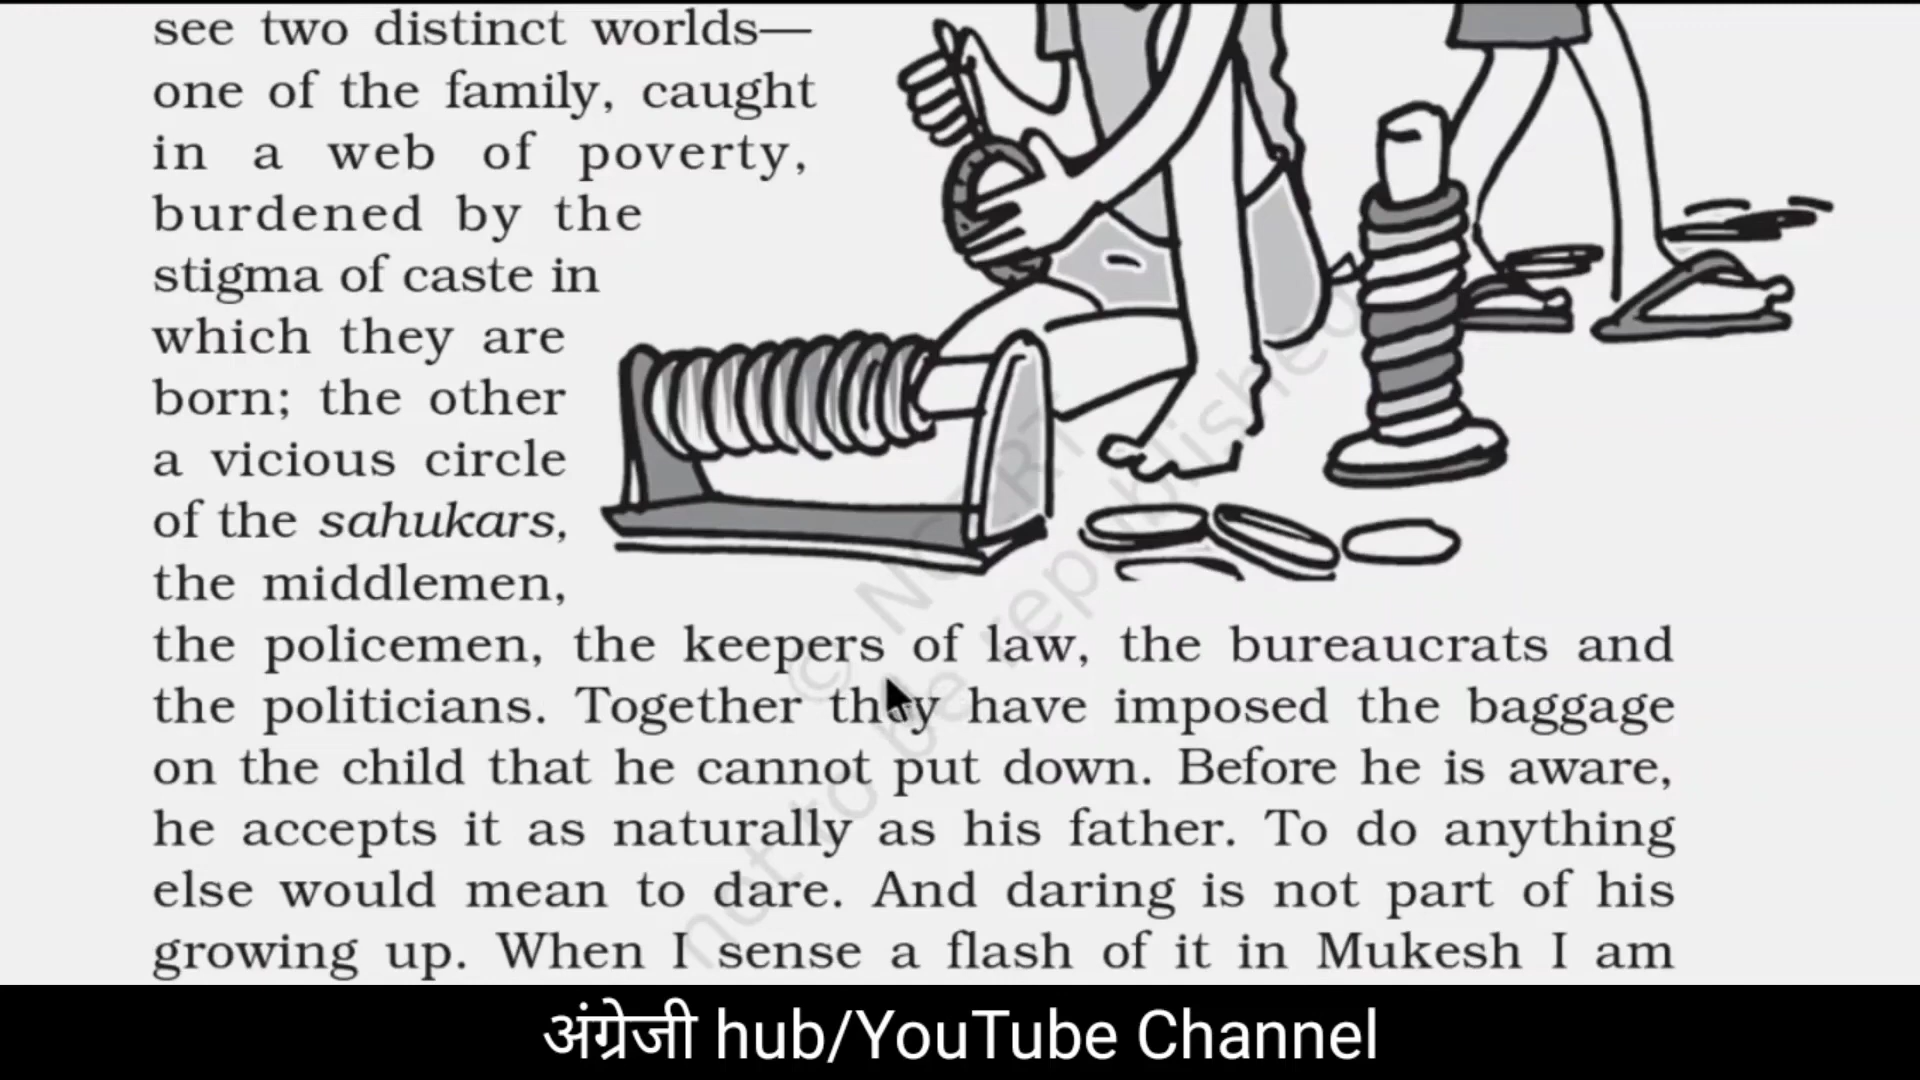 see two distinct worlds—
one of the family, caught
in a web of poverty,
burdened by the
stigma of caste in
which they are
born; the other
a vicious circle
of the sahukars,
the middlemen,
the policemen, the keepers of law, the bureaucrats and
the politicians. Together they have imposed the baggage
on the child that he cannot put down. Before he is aware,
he accepts it as naturally as his father. To do anything
else would mean to dare. And daring is not part of his
growing up. When I sense a flash of it in Mukesh I am
© NCERT
not to be republished
अंग्रेजी hub/YouTube Channel